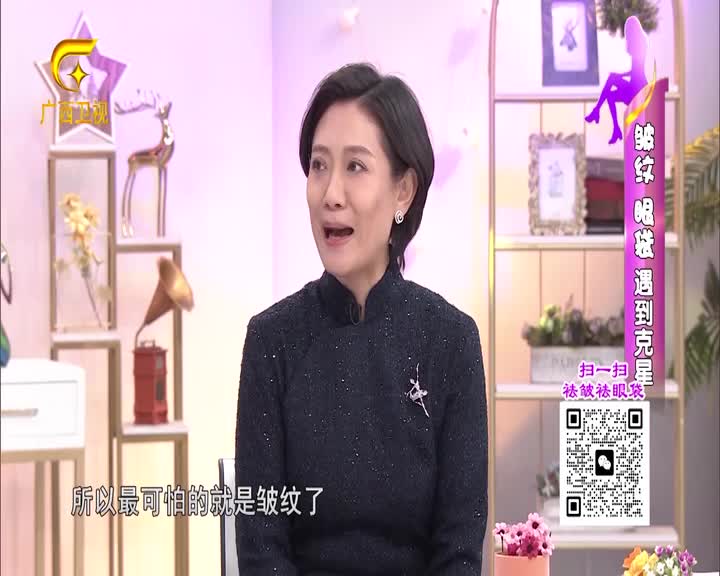 广西卫视
皱纹 眼袋 遇到克星
扫一扫
祛皱祛眼袋
所以最可怕的就是皱纹了